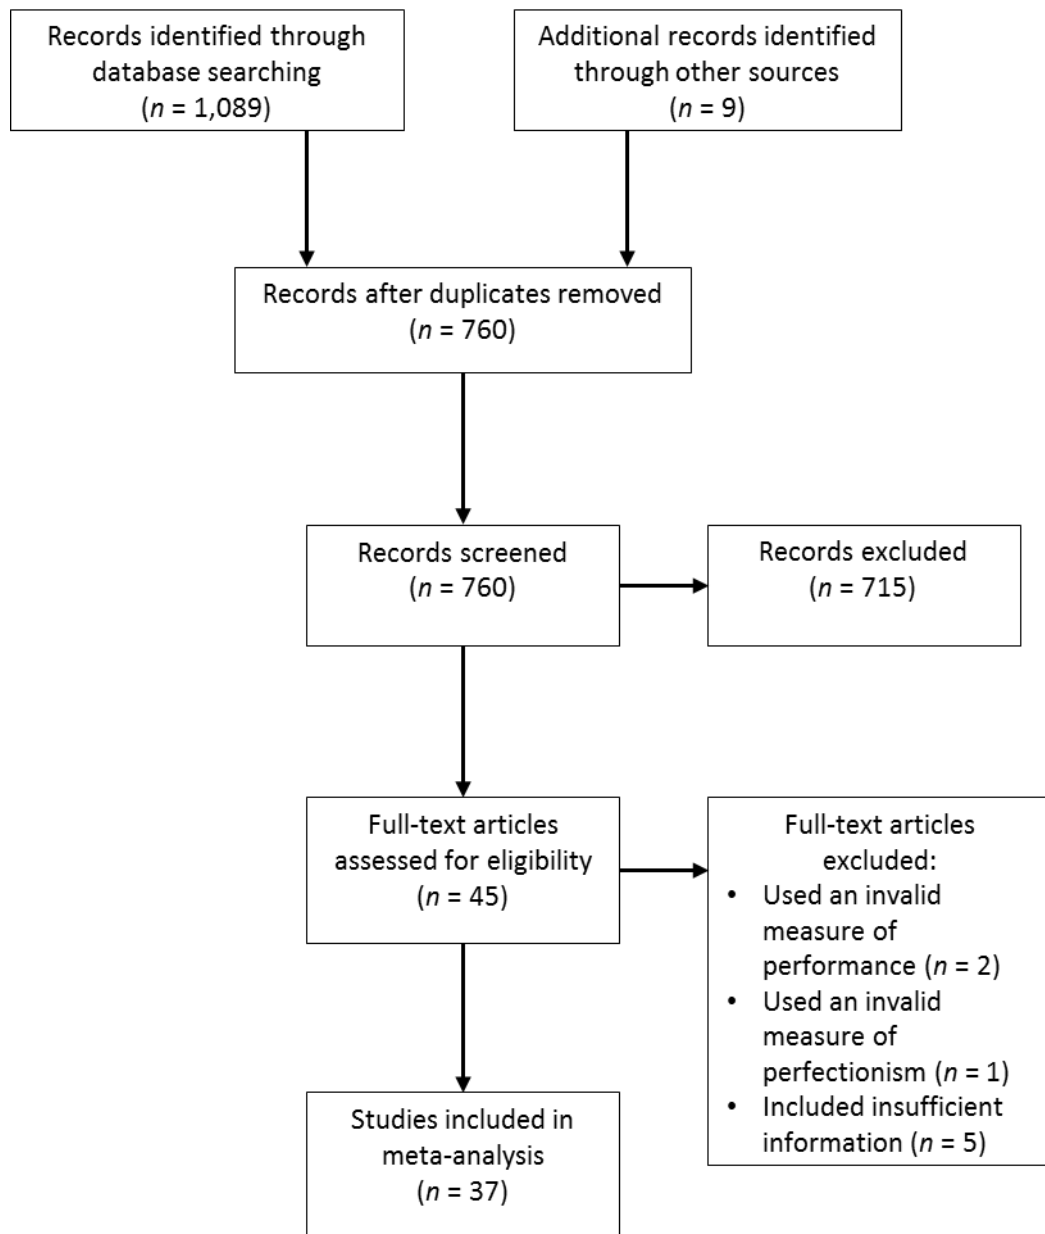 Records identified through
database searching
(n = 1,089)
Additional records identified
through other sources
(n = 9)
Records after duplicates removed
(n = 760)
Records screened
(n = 760)
Records excluded
(n = 715)
Full-text articles
assessed for eligibility
(n = 45)
Full-text articles
excluded:
• Used an invalid
measure of
performance (n = 2)
• Used an invalid
measure of
perfectionism (n = 1)
• Included insufficient
information (n = 5)
Studies included in
meta-analysis
(n = 37)